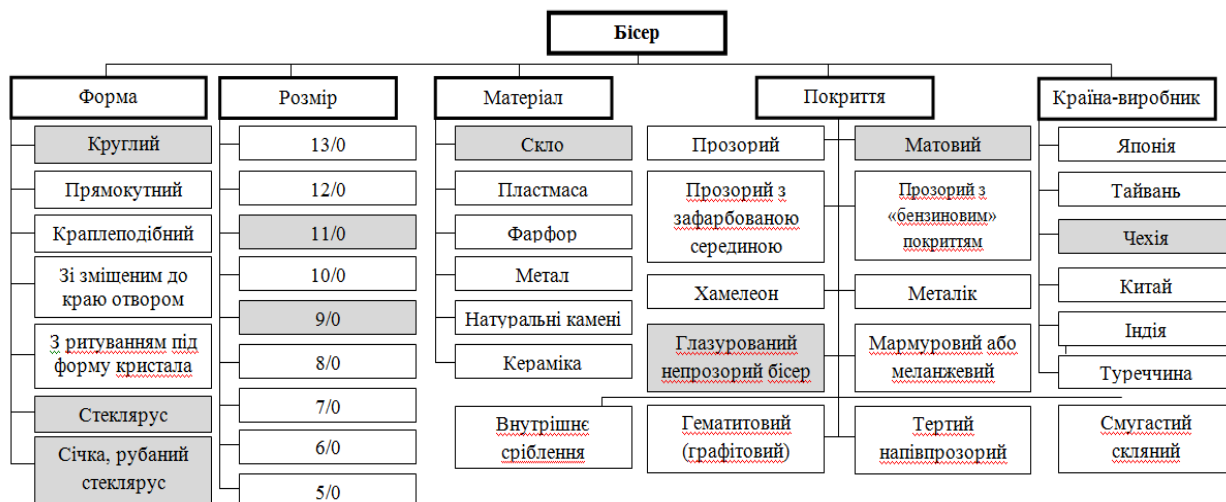 Бісер
Форма
Круглий
Прямокутний
Краплеподібний
Зі зміщеним до
краю отвором
З ритуванням під
форму кристала
Стеклярус
Січка, рубаний
стеклярус
Розмір
13/0
12/0
11/0
10/0
9/0
8/0
7/0
6/0
5/0
Матеріал
Скло
Пластмаса
Фарфор
Метал
Натуральні камені
Кераміка
Покриття
Прозорий
Матовий
Прозорий з
зафарбованою
серединою
Прозорий з
«бензиновим»
покриттям
Хамелеон
Металік
Глазурований
непрозорий бісер
Мармуровий або
меланжевий
Внутрішнє
сріблення
Гематитовий
(графітовий)
Тертий
напівпрозорий
Смугастий
скляний
Країна-виробник
Японія
Тайвань
Чехія
Китай
Індія
Туреччина